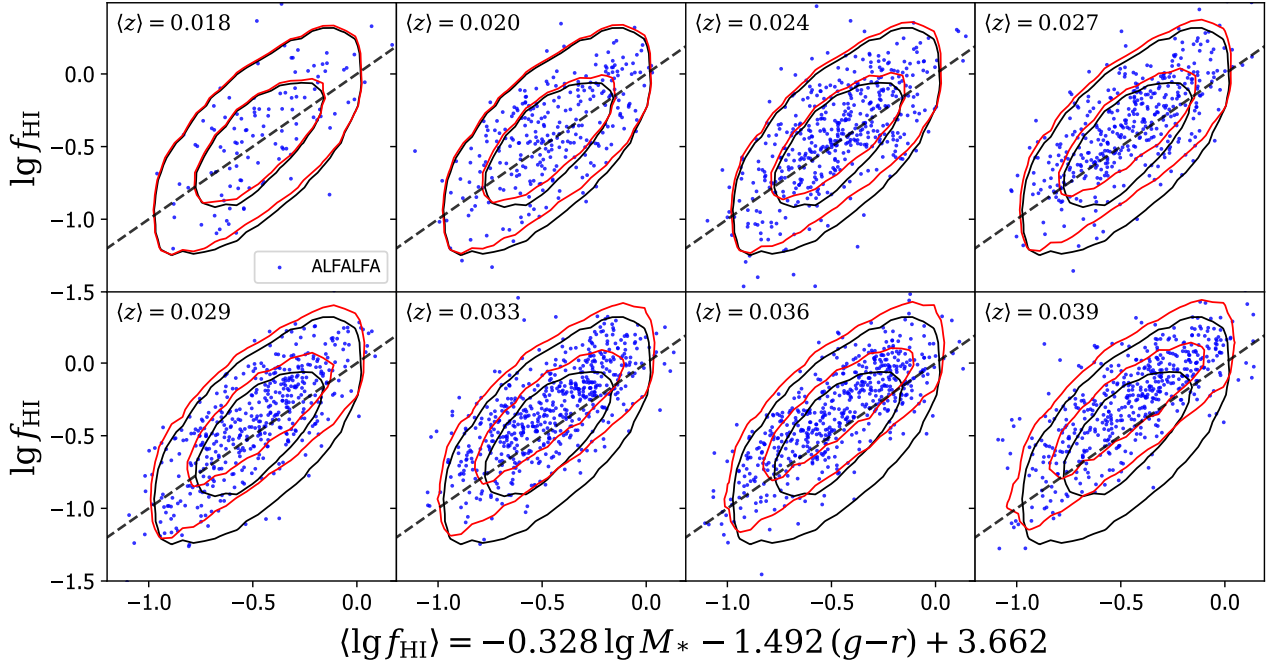 ⟨z⟩ = 0.018
⟨z⟩ = 0.020
⟨z⟩ = 0.024
⟨z⟩ = 0.027
0.0
−0.5
−1.0
−1.5
lg f_HI
ALFALFA
⟨z⟩ = 0.029
⟨z⟩ = 0.033
⟨z⟩ = 0.036
⟨z⟩ = 0.039
0.0
−0.5
−1.0
−1.5
lg f_HI
−1.0 −0.5 0.0 −1.0 −0.5 0.0 −1.0 −0.5 0.0 −1.0 −0.5 0.0
⟨lg f_HI⟩ = −0.328 lg M_* − 1.492 (g−r) + 3.662